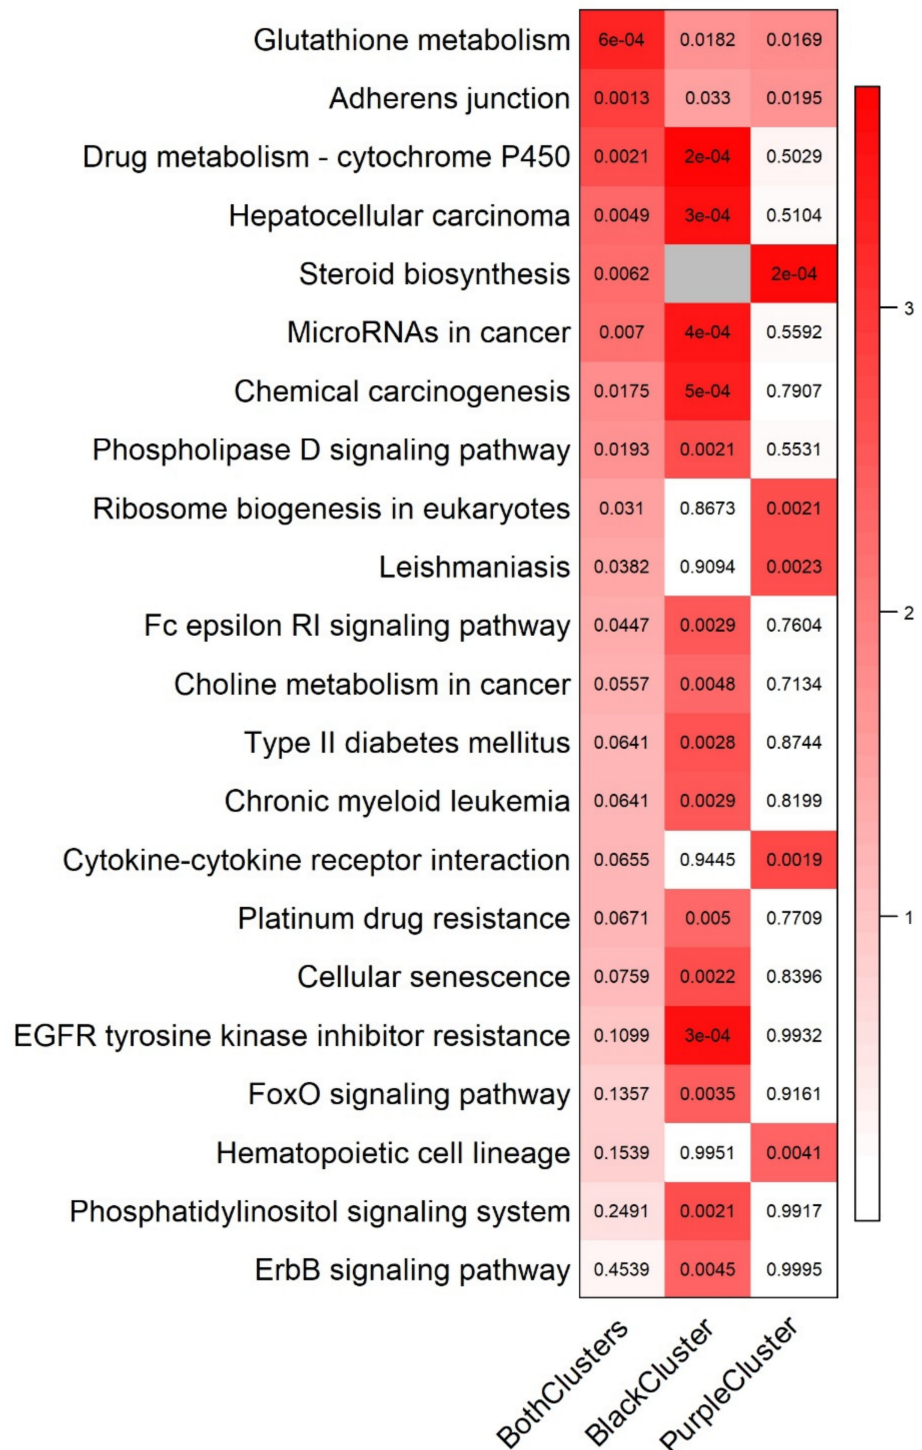 Glutathione metabolism 6e-04 0.0182 0.0169
Adherens junction 0.0013 0.033 0.0195
Drug metabolism - cytochrome P450 0.0021 2e-04 0.5029
Hepatocellular carcinoma 0.0049 3e-04 0.5104
Steroid biosynthesis 0.0062 2e-04
3
MicroRNAs in cancer 0.007 4e-04 0.5592
Chemical carcinogenesis 0.0175 5e-04 0.7907
Phospholipase D signaling pathway 0.0193 0.0021 0.5531
Ribosome biogenesis in eukaryotes 0.031 0.8673 0.0021
Leishmaniasis 0.0382 0.9094 0.0023
2
Fc epsilon RI signaling pathway 0.0447 0.0029 0.7604
Choline metabolism in cancer 0.0557 0.0048 0.7134
Type II diabetes mellitus 0.0641 0.0028 0.8744
Chronic myeloid leukemia 0.0641 0.0029 0.8199
Cytokine-cytokine receptor interaction 0.0655 0.9445 0.0019
Platinum drug resistance 0.0671 0.005 0.7709
1
Cellular senescence 0.0759 0.0022 0.8396
EGFR tyrosine kinase inhibitor resistance 0.1099 3e-04 0.9932
FoxO signaling pathway 0.1357 0.0035 0.9161
Hematopoietic cell lineage 0.1539 0.9951 0.0041
Phosphatidylinositol signaling system 0.2491 0.0021 0.9917
ErbB signaling pathway 0.4539 0.0045 0.9995
BothClusters
BlackCluster
PurpleCluster